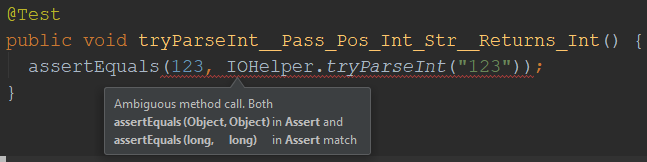 @Test
public void tryParseInt__Pass_Pos_Int_Str__Returns_Int() {
assertEquals(123, IOHelper.tryParseInt("123"));
}
Ambiguous method call. Both
assertEquals (Object, Object) in Assert and
assertEquals (long, long) in Assert match